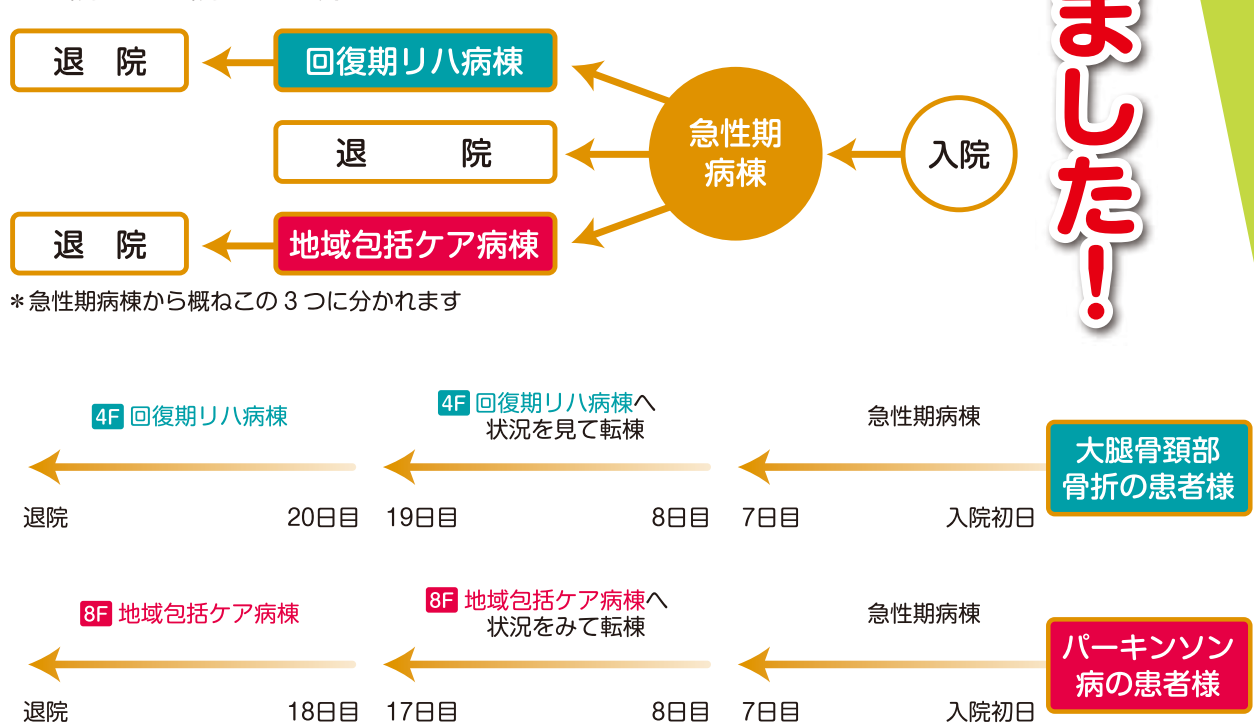 ました！
入院
急性期
病棟
回復期リハ病棟
退 院
退 院
地域包括ケア病棟
退 院
＊急性期病棟から概ねこの3つに分かれます
大腿骨頚部
骨折の患者様
急性期病棟
入院初日
7日目
4F 回復期リハ病棟へ
状況を見て転棟
8日目
19日目
4F 回復期リハ病棟
20日目
退院
パーキンソン
病の患者様
急性期病棟
入院初日
7日目
8F 地域包括ケア病棟へ
状況をみて転棟
8日目
17日目
8F 地域包括ケア病棟
18日目
退院